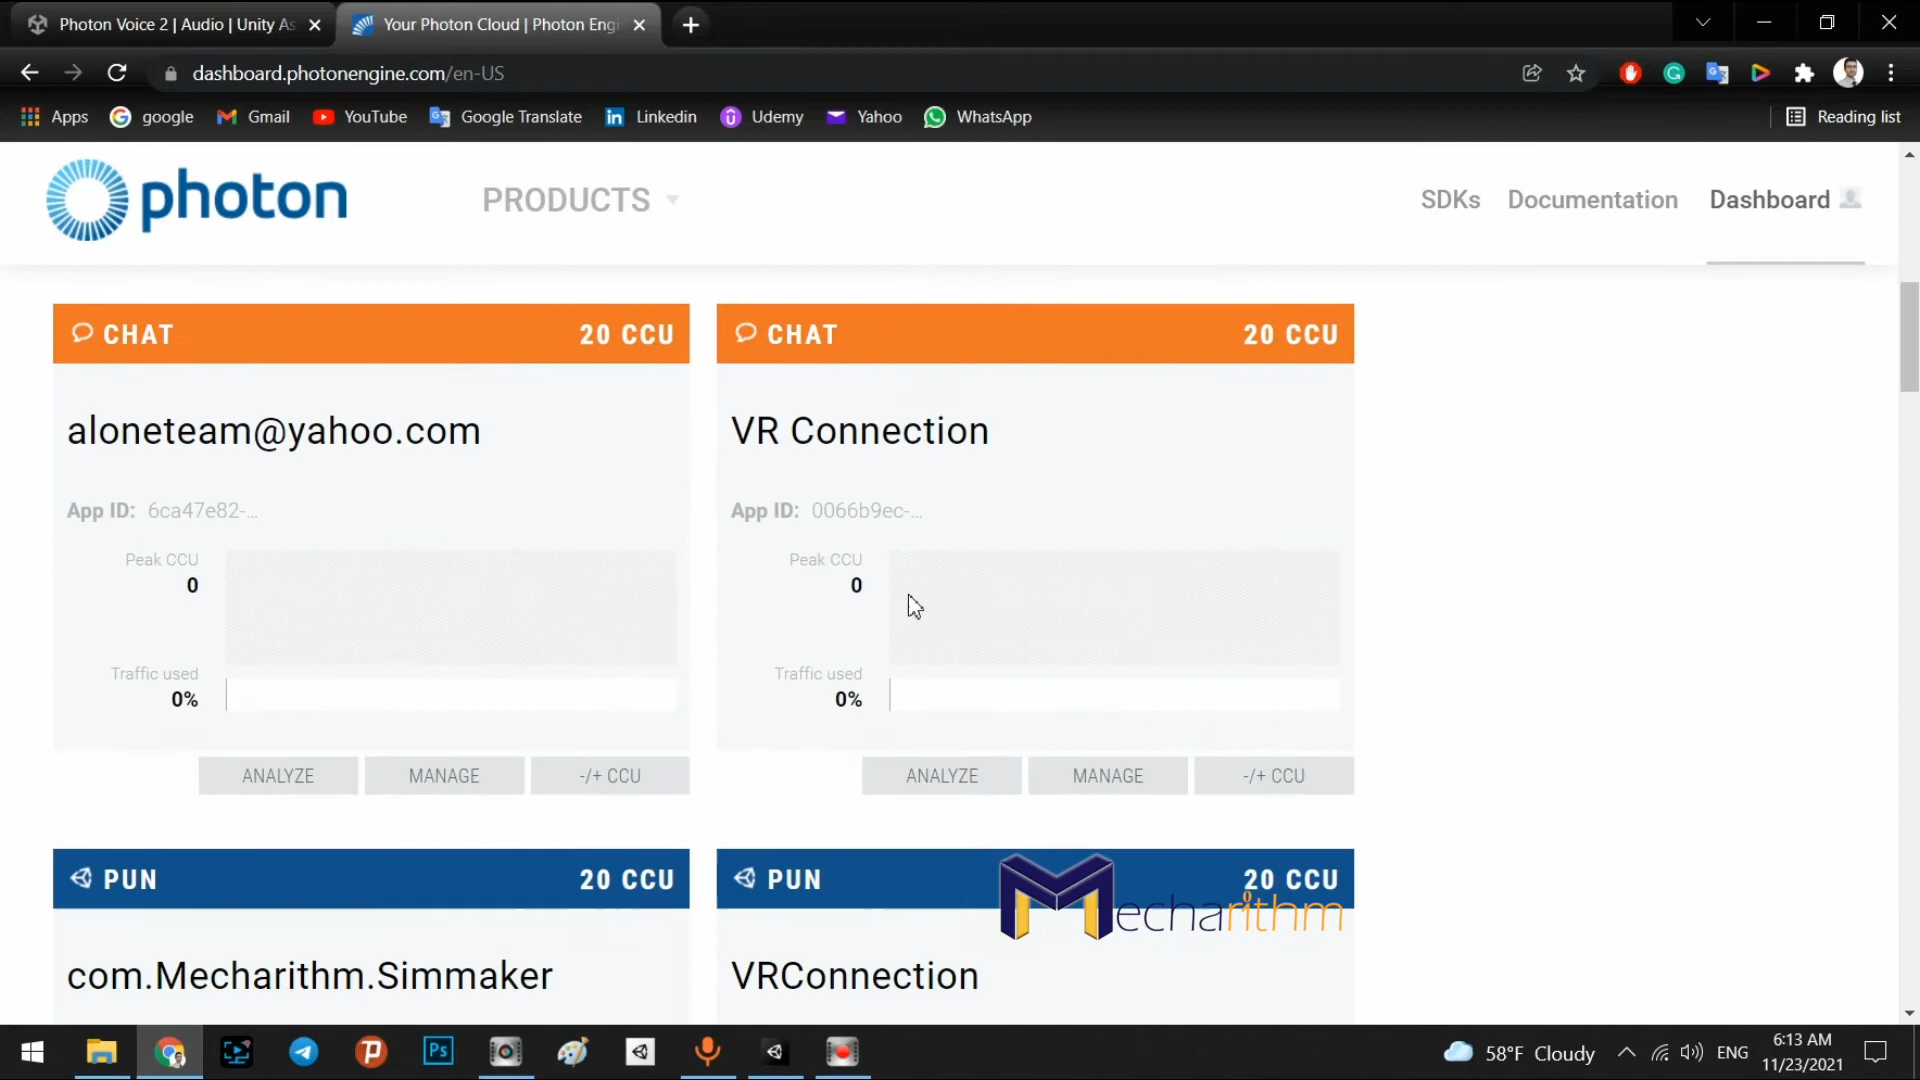 Photon Voice 2 | Audio | Unity As
Your Photon Cloud | Photon Engi
dashboard.photonengine.com/en-US
Apps
google
Gmail
YouTube
Google Translate
Linkedin
Udemy
Yahoo
WhatsApp
Reading list
photon
PRODUCTS
SDKs
Documentation
Dashboard
CHAT 20 CCU
aloneteam@yahoo.com
App ID: 6ca47e82-...
Peak CCU
0
Traffic used
0%
ANALYZE
MANAGE
-/+ CCU
CHAT 20 CCU
VR Connection
App ID: 0066b9ec-...
Peak CCU
0
Traffic used
0%
ANALYZE
MANAGE
-/+ CCU
PUN 20 CCU
com.Mecharithm.Simmaker
PUN 20 CCU
Mecharithm
VRConnection
Ps
58°F Cloudy
ENG
6:13 AM
11/23/2021